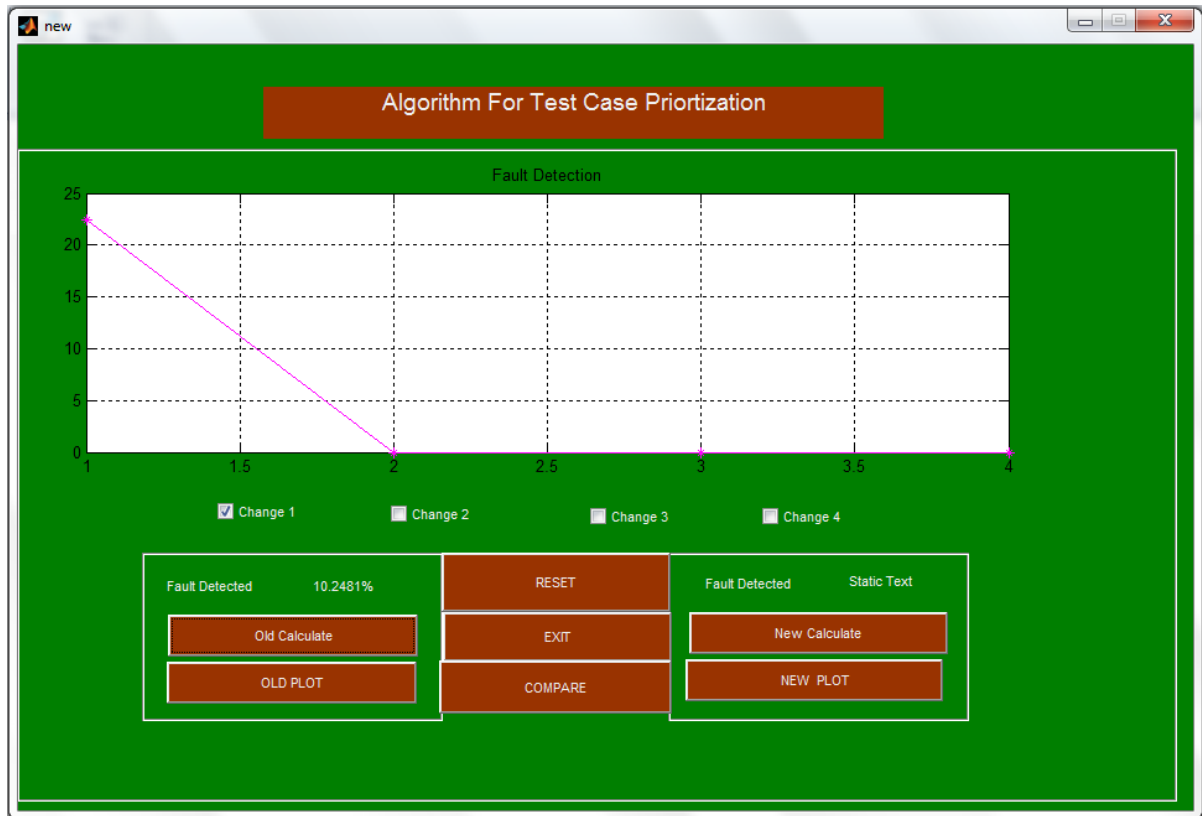 new
Algorithm For Test Case Priortization
Fault Detection
25
20
15
10
5
0
1 1.5 2 2.5 3 3.5 4
Change 1 Change 2 Change 3 Change 4
Fault Detected 10.2481%
Old Calculate
OLD PLOT
RESET
EXIT
COMPARE
Fault Detected Static Text
New Calculate
NEW PLOT